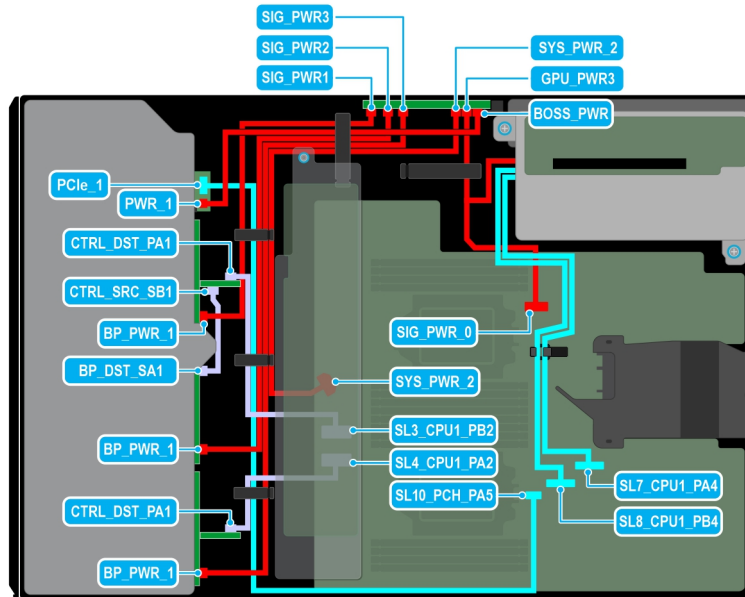 SIG_PWR3
SIG_PWR2
SYS_PWR_2
SIG_PWR1
GPU_PWR3
BOSS_PWR
PCIe_1
PWR_1
CTRL_DST_PA1
CTRL_SRC_SB1
BP_PWR_1
SIG_PWR_0
BP_DST_SA1
SYS_PWR_2
SL3_CPU1_PB2
BP_PWR_1
SL4_CPU1_PA2
SL7_CPU1_PA4
SL10_PCH_PA5
CTRL_DST_PA1
SL8_CPU1_PB4
BP_PWR_1